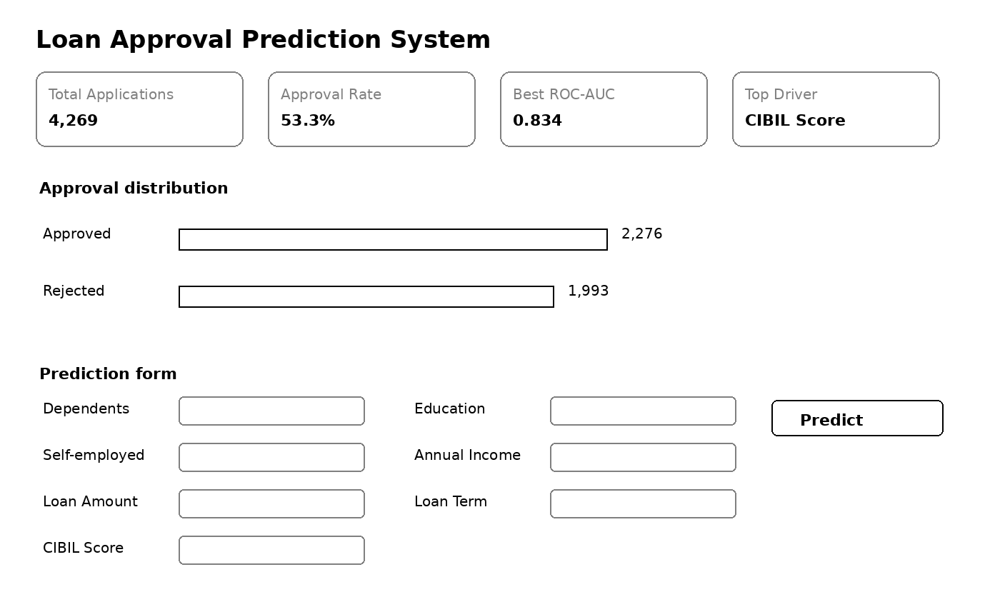 Loan Approval Prediction System
Total Applications
4,269
Approval Rate
53.3%
Best ROC-AUC
0.834
Top Driver
CIBIL Score
Approval distribution
Approved 2,276
Rejected 1,993
Prediction form
Dependents Education Predict
Self-employed Annual Income
Loan Amount Loan Term
CIBIL Score